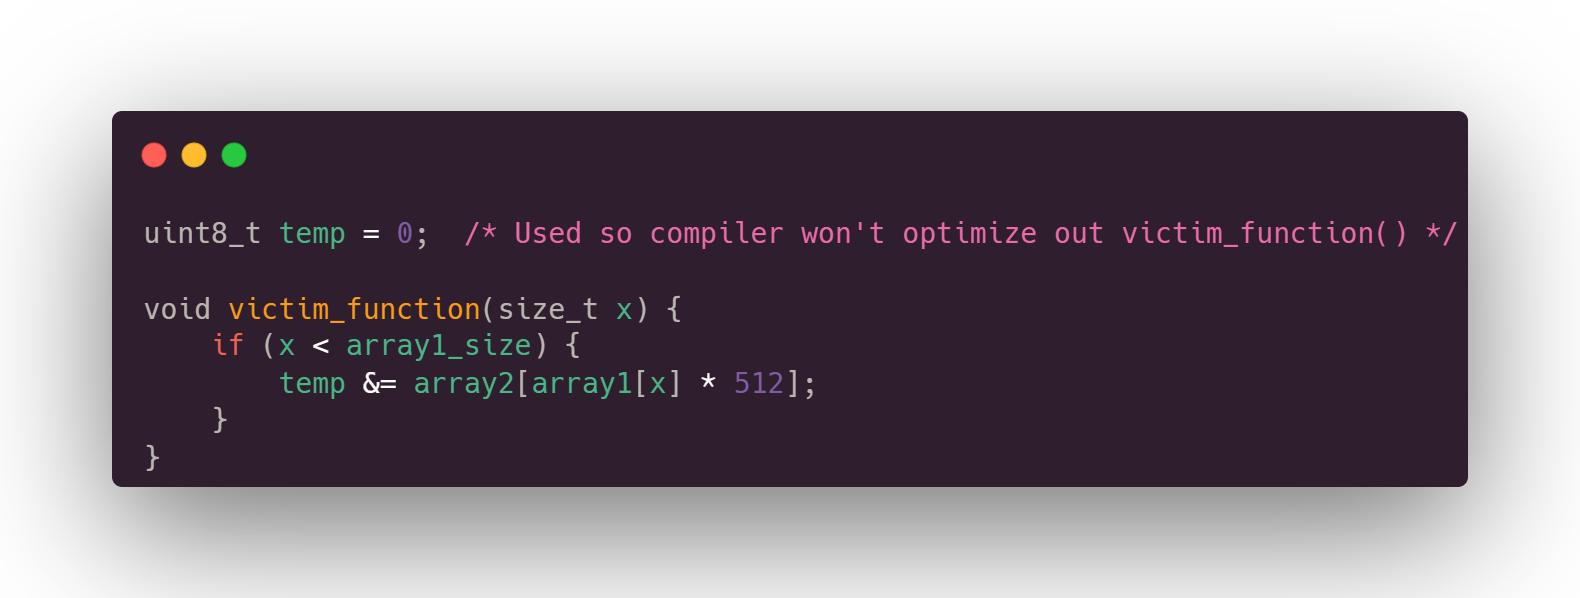 uint8_t temp = 0;  /* Used so compiler won't optimize out victim_function() */
void victim_function(size_t x) {
    if (x < array1_size) {
        temp &= array2[array1[x] * 512];
    }
}